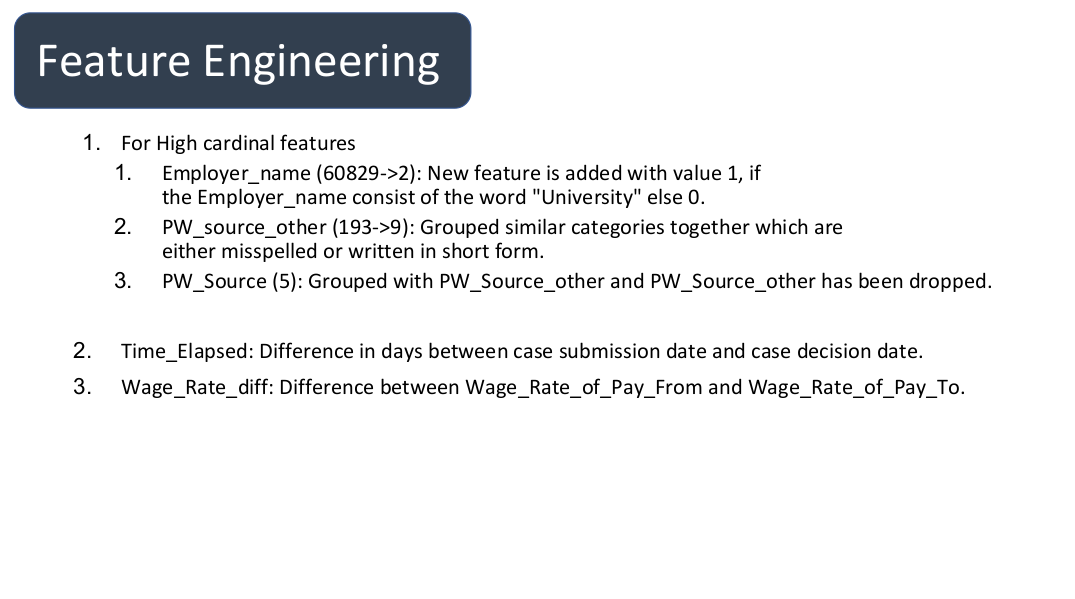 Feature Engineering
1. For High cardinal features
1. Employer_name (60829->2): New feature is added with value 1, if
the Employer_name consist of the word "University" else 0.
2. PW_source_other (193->9): Grouped similar categories together which are
either misspelled or written in short form.
3. PW_Source (5): Grouped with PW_Source_other and PW_Source_other has been dropped.
2. Time_Elapsed: Difference in days between case submission date and case decision date.
3. Wage_Rate_diff: Difference between Wage_Rate_of_Pay_From and Wage_Rate_of_Pay_To.